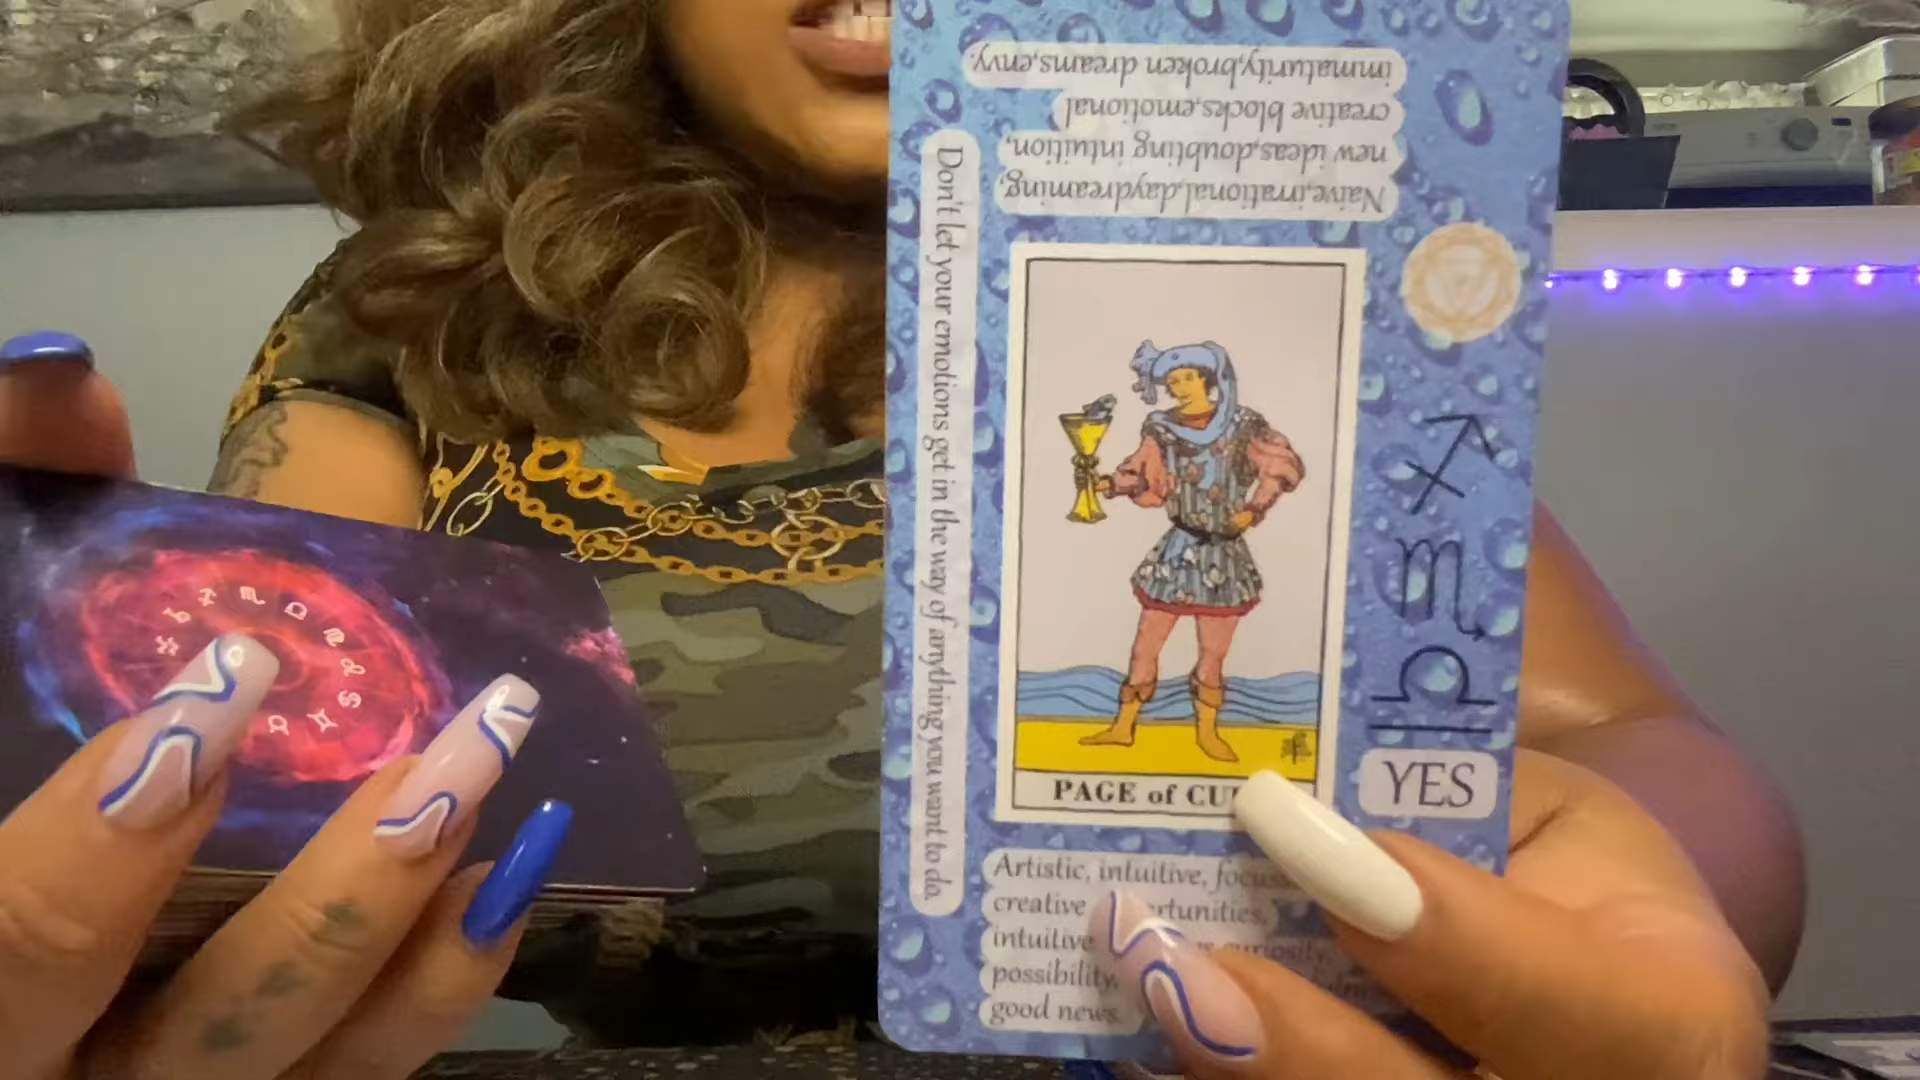 immaturity,broken dreams,envy.
creative blocks,emotional
new ideas,doubting intuition,
Naive,irrational,daydreaming,
Don't let your emotions get in the way of anything you want to do.
PAGE of
YES
Artistic, intuitive,
creative
intuitive curiosity,
possibility,
good news.